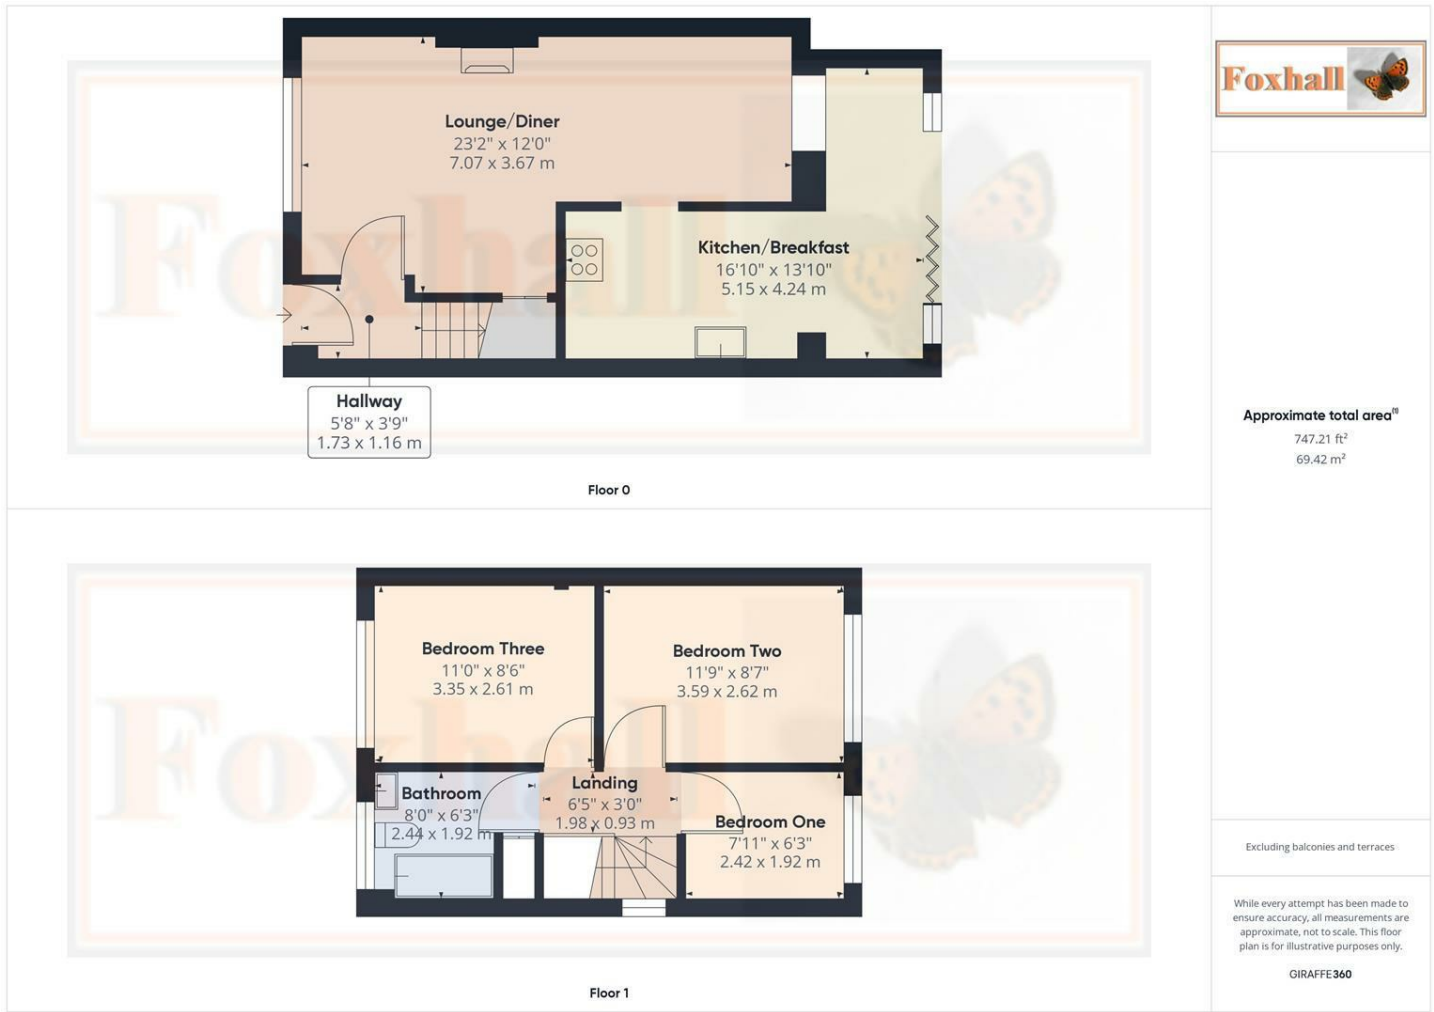 Foxhall
Lounge/Diner
23'2" x 12'0"
7.07 x 3.67 m
Kitchen/Breakfast
16'10" x 13'10"
5.15 x 4.24 m
Hallway
5'8" x 3'9"
1.73 x 1.16 m
Foxhall
Floor 0
Bedroom Three
11'0" x 8'6"
3.35 x 2.61 m
Bedroom Two
11'9" x 8'7"
3.59 x 2.62 m
Bathroom
8'0" x 6'3"
2.44 x 1.92 m
Landing
6'5" x 3'0"
1.98 x 0.93 m
Bedroom One
7'11" x 6'3"
2.42 x 1.92 m
Foxhall
Floor 1
Approximate total area(1)
747.21 ft²
69.42 m²
Excluding balconies and terraces
While every attempt has been made to
ensure accuracy, all measurements are
approximate, not to scale. This floor
plan is for illustrative purposes only.
GIRAFFE360